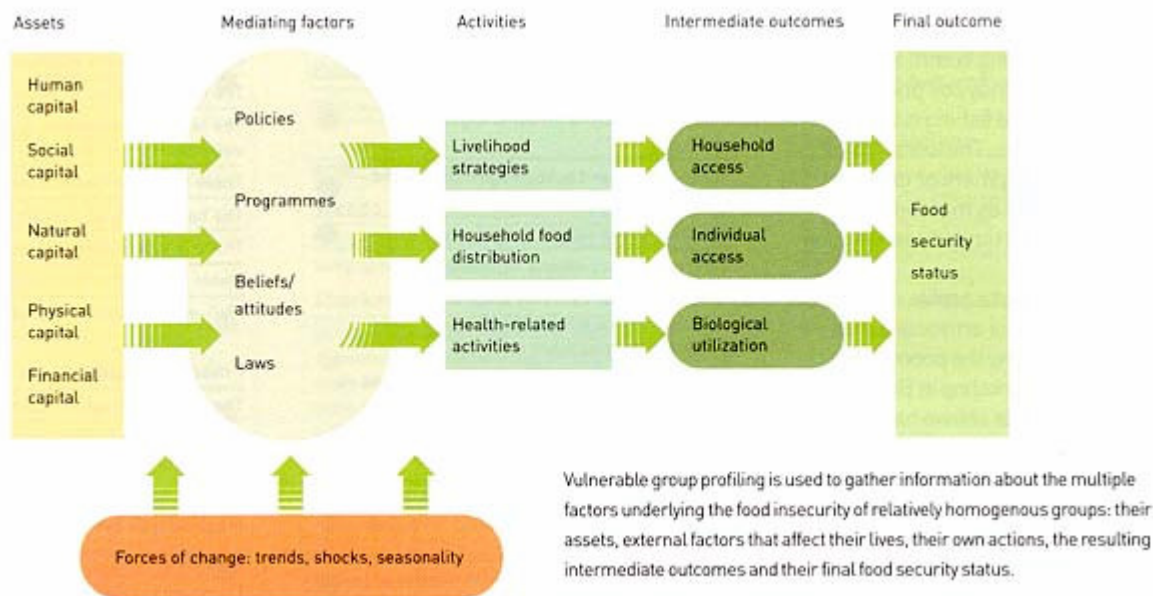 Assets
Mediating factors
Activities
Intermediate outcomes
Final outcome
Human
capital
Social
capital
Natural
capital
Physical
capital
Financial
capital
Policies
Programmes
Beliefs/
attitudes
Laws
Livelihood
strategies
Household food
distribution
Health-related
activities
Household
access
Individual
access
Biological
utilization
Food
security
status
Forces of change: trends, shocks, seasonality
Vulnerable group profiling is used to gather information about the multiple
factors underlying the food insecurity of relatively homogenous groups: their
assets, external factors that affect their lives, their own actions, the resulting
intermediate outcomes and their final food security status.